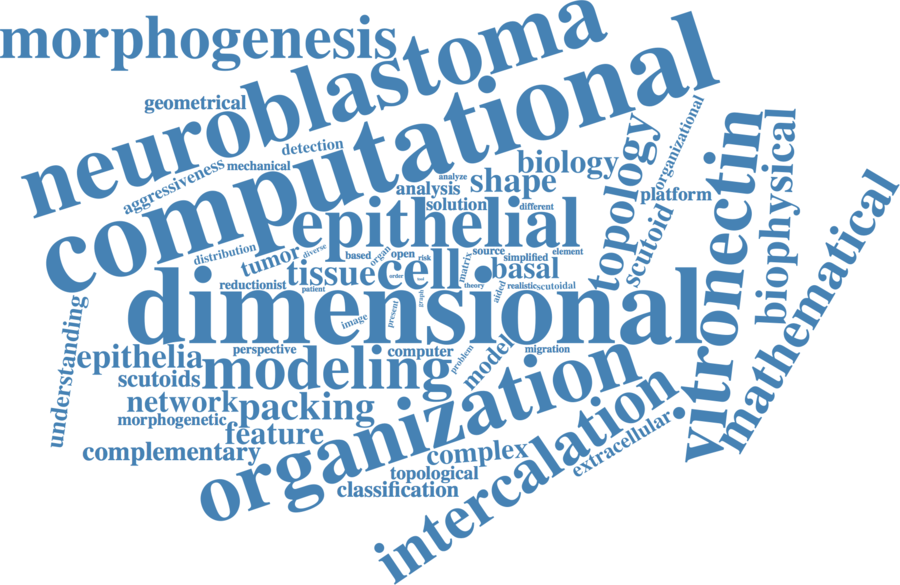 morphogenesis
neuroblastoma
computational
geometrical
detection
aggressiveness
mechanical
analyze
analysis
shape
biology
topology
organizational
platform
solution
different
epithelial
scutoid
vitronectin
biophysical
mathematical
distribution
diverse
tumor
based
organ
open
risk
matrix
source
element
simplified
tissue
cell
order
theory
basal
reductionist
patient
graph
aided
realistic
scutoidal
dimensional
image
present
understanding
epithelia
perspective
computer
problem
model
migration
scutoids
modeling
network
packing
organization
morphogenetic
feature
complementary
complex
intercalation
extracellular
topological
classification